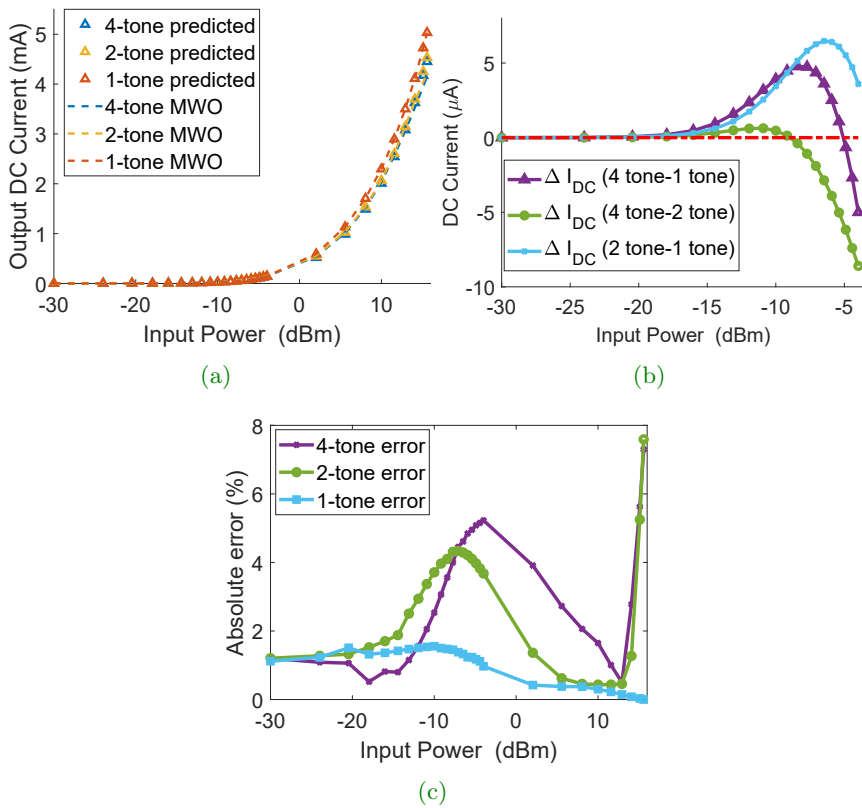 5
4
3
2
1
0
Output DC Current (mA)
4-tone predicted
2-tone predicted
1-tone predicted
4-tone MWO
2-tone MWO
1-tone MWO
-30 -20 -10 0 10
Input Power (dBm)
(a)
5
0
-5
-10
DC Current (μA)
Δ I_DC (4 tone-1 tone)
Δ I_DC (4 tone-2 tone)
Δ I_DC (2 tone-1 tone)
-30 -25 -20 -15 -10 -5
Input Power (dBm)
(b)
8
6
4
2
0
Absolute error (%)
4-tone error
2-tone error
1-tone error
-30 -20 -10 0 10
Input Power (dBm)
(c)